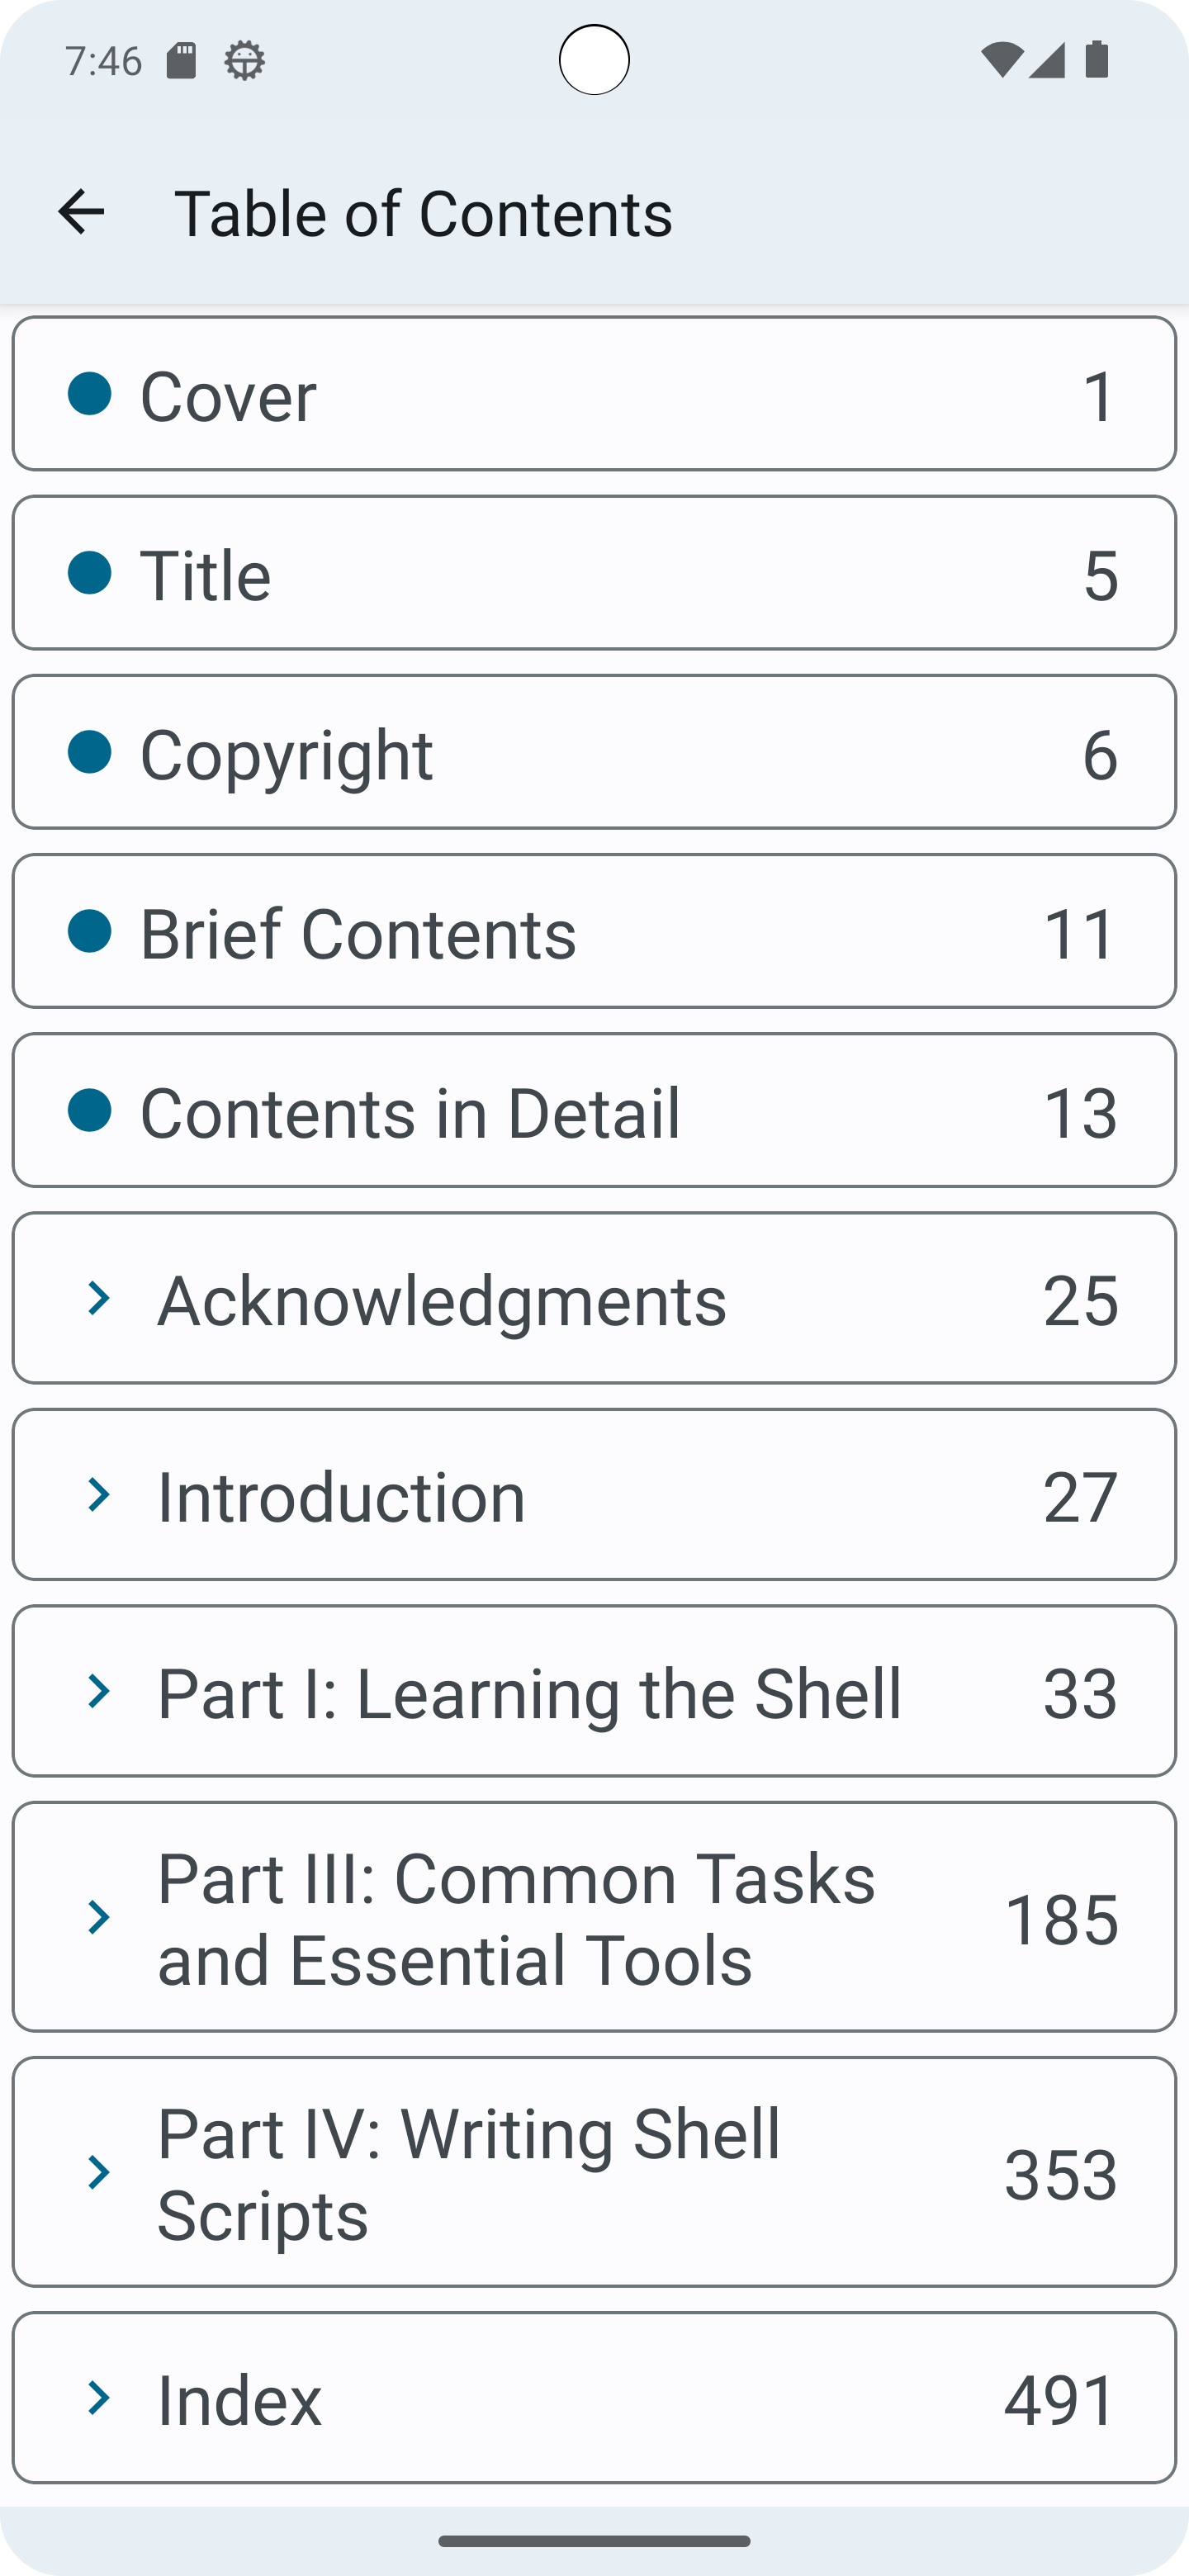 7:46
Table of Contents
Cover 1
Title 5
Copyright 6
Brief Contents 11
Contents in Detail 13
Acknowledgments 25
Introduction 27
Part I: Learning the Shell 33
Part III: Common Tasks
and Essential Tools 185
Part IV: Writing Shell
Scripts 353
Index 491